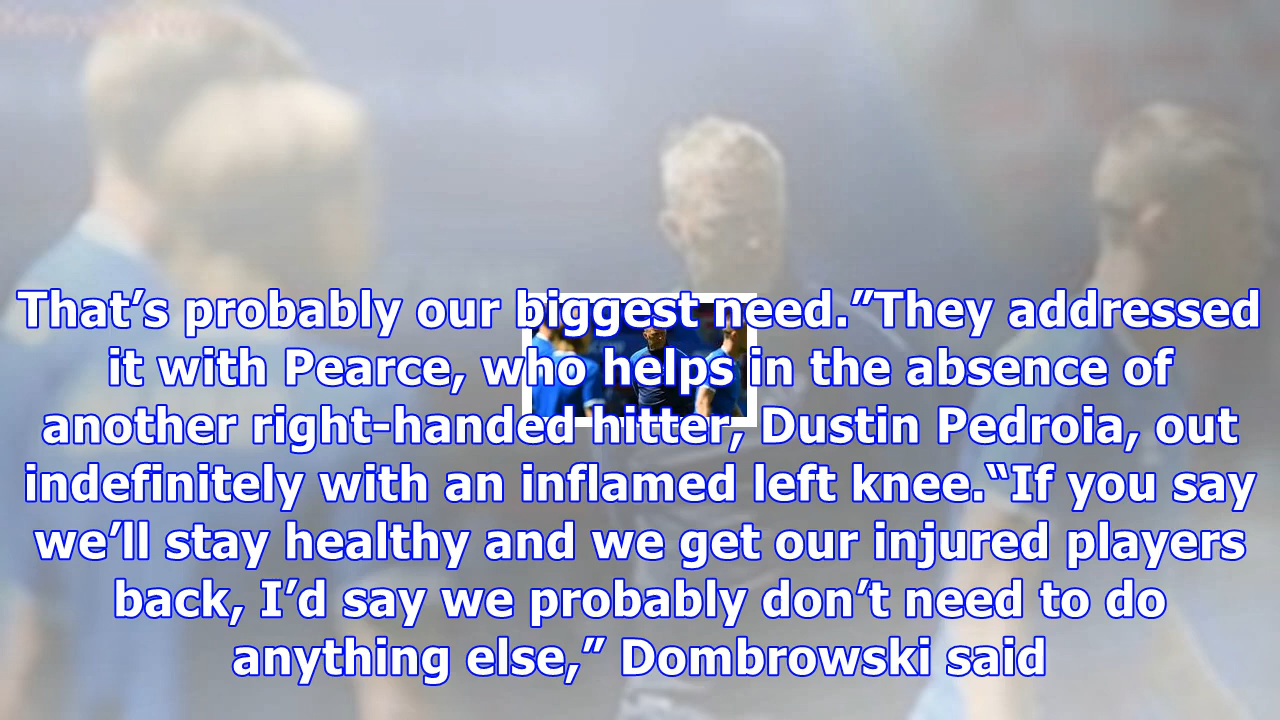 That’s probably our biggest need.”They addressed
it with Pearce, who helps in the absence of
another right-handed hitter, Dustin Pedroia, out
indefinitely with an inflamed left knee.“If you say
we’ll stay healthy and we get our injured players
back, I’d say we probably don’t need to do
anything else,” Dombrowski said